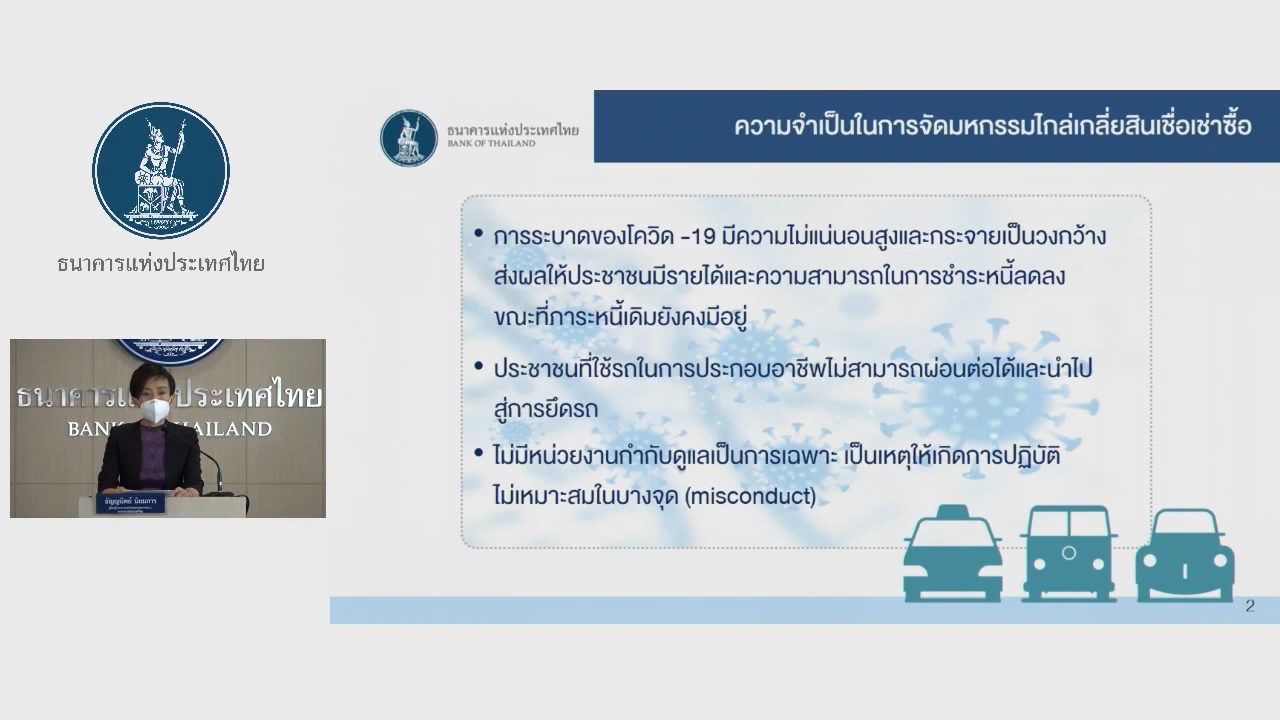 ธนาคารแห่งประเทศไทย
ธนาคารแห่งประเทศไทย
BANK OF THAILAND
ความจำเป็นในการจัดมหกรรมไกล่เกลี่ยสินเชื่อเช่าซื้อ
• การระบาดของโควิด -19 มีความไม่แน่นอนสูงและกระจายเป็นวงกว้าง
ส่งผลให้ประชาชนมีรายได้และความสามารถในการชำระหนี้ลดลง
ขณะที่ภาระหนี้เดิมยังคงมีอยู่
• ประชาชนที่ใช้รถในการประกอบอาชีพไม่สามารถผ่อนต่อได้และนำไป
สู่การยึดรถ
• ไม่มีหน่วยงานกำกับดูแลเป็นการเฉพาะ เป็นเหตุให้เกิดการปฏิบัติ
ไม่เหมาะสมในบางจุด (misconduct)
2
ธนาคาร ประเทศไทย
BANK THAILAND
ธัญญนิตย์ นิยมการ